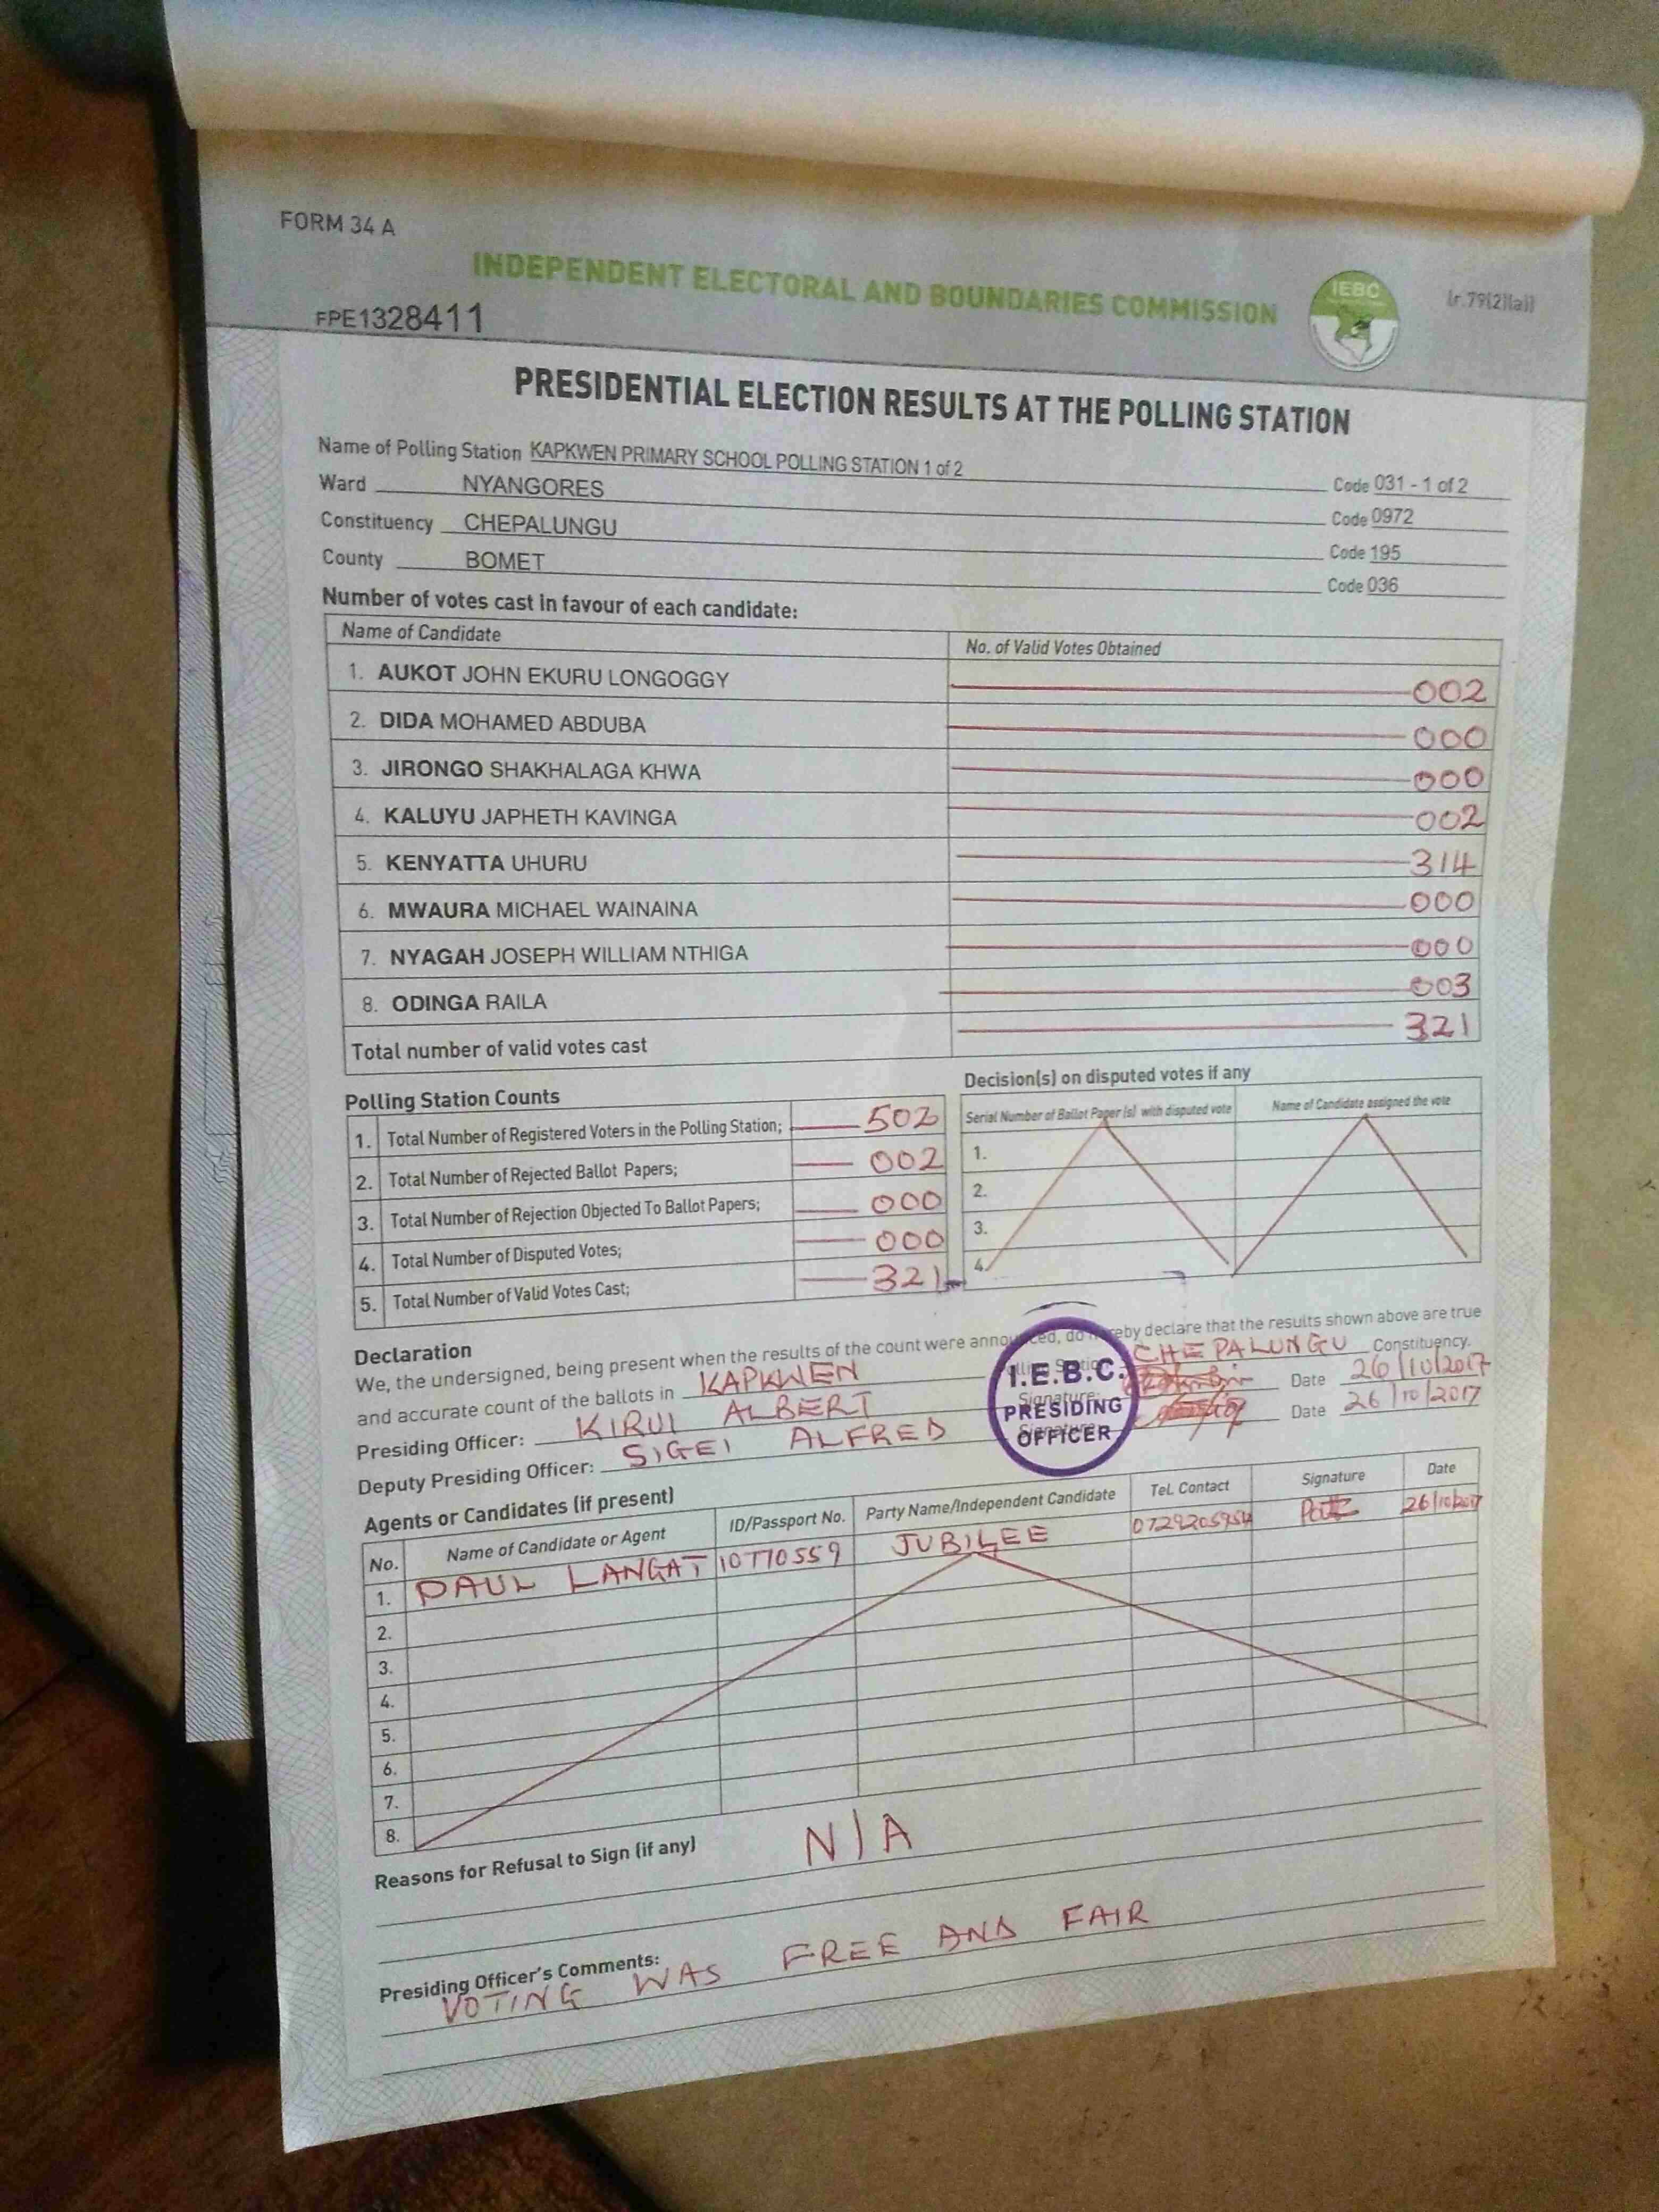 FORM 34 A
INDEPENDENT ELECTORAL AND BOUNDARIES COMMISSION
IEBC
(r.79(2)(a))
FPE1328411
PRESIDENTIAL ELECTION RESULTS AT THE POLLING STATION
Name of Polling Station KAPKWEN PRIMARY SCHOOL POLLING STATION 1 of 2 Code 031 - 1 of 2
Ward NYANGORES Code 0972
Constituency CHEPALUNGU Code 195
County BOMET Code 036
Number of votes cast in favour of each candidate:
Name of Candidate No. of Valid Votes Obtained
1. AUKOT JOHN EKURU LONGOGGY 002
2. DIDA MOHAMED ABDUBA 000
3. JIRONGO SHAKHALAGA KHWA 000
4. KALUYU JAPHETH KAVINGA 002
5. KENYATTA UHURU 314
6. MWAURA MICHAEL WAINAINA 000
7. NYAGAH JOSEPH WILLIAM NTHIGA 000
8. ODINGA RAILA 003
Total number of valid votes cast 321
Polling Station Counts
1. Total Number of Registered Voters in the Polling Station; 502
2. Total Number of Rejected Ballot Papers; 002
3. Total Number of Rejection Objected To Ballot Papers; 000
4. Total Number of Disputed Votes; 000
5. Total Number of Valid Votes Cast; 321
Decision(s) on disputed votes if any
Serial Number of Ballot Paper (s) with disputed vote Name of Candidate assigned the vote
1.
2.
3.
4.
Declaration
We, the undersigned, being present when the results of the count were announced, do hereby declare that the results shown above are true
and accurate count of the ballots in KAPKWEN Polling Station CHEPALUNGU Constituency.
Presiding Officer: KIRUI ALBERT Signature: Date 26/10/2017
Deputy Presiding Officer: SIGEI ALFRED Signature: Date 26/10/2017
I.E.B.C.
PRESIDING
OFFICER
Agents or Candidates (if present)
No. Name of Candidate or Agent ID/Passport No. Party Name/Independent Candidate Tel. Contact Signature Date
1. PAUL LANGAT JUBILEE 26/10/2017
2.
3.
4.
5.
6.
7.
8.
Reasons for Refusal to Sign (if any) N/A
Presiding Officer's Comments:
VOTING WAS FREE AND FAIR